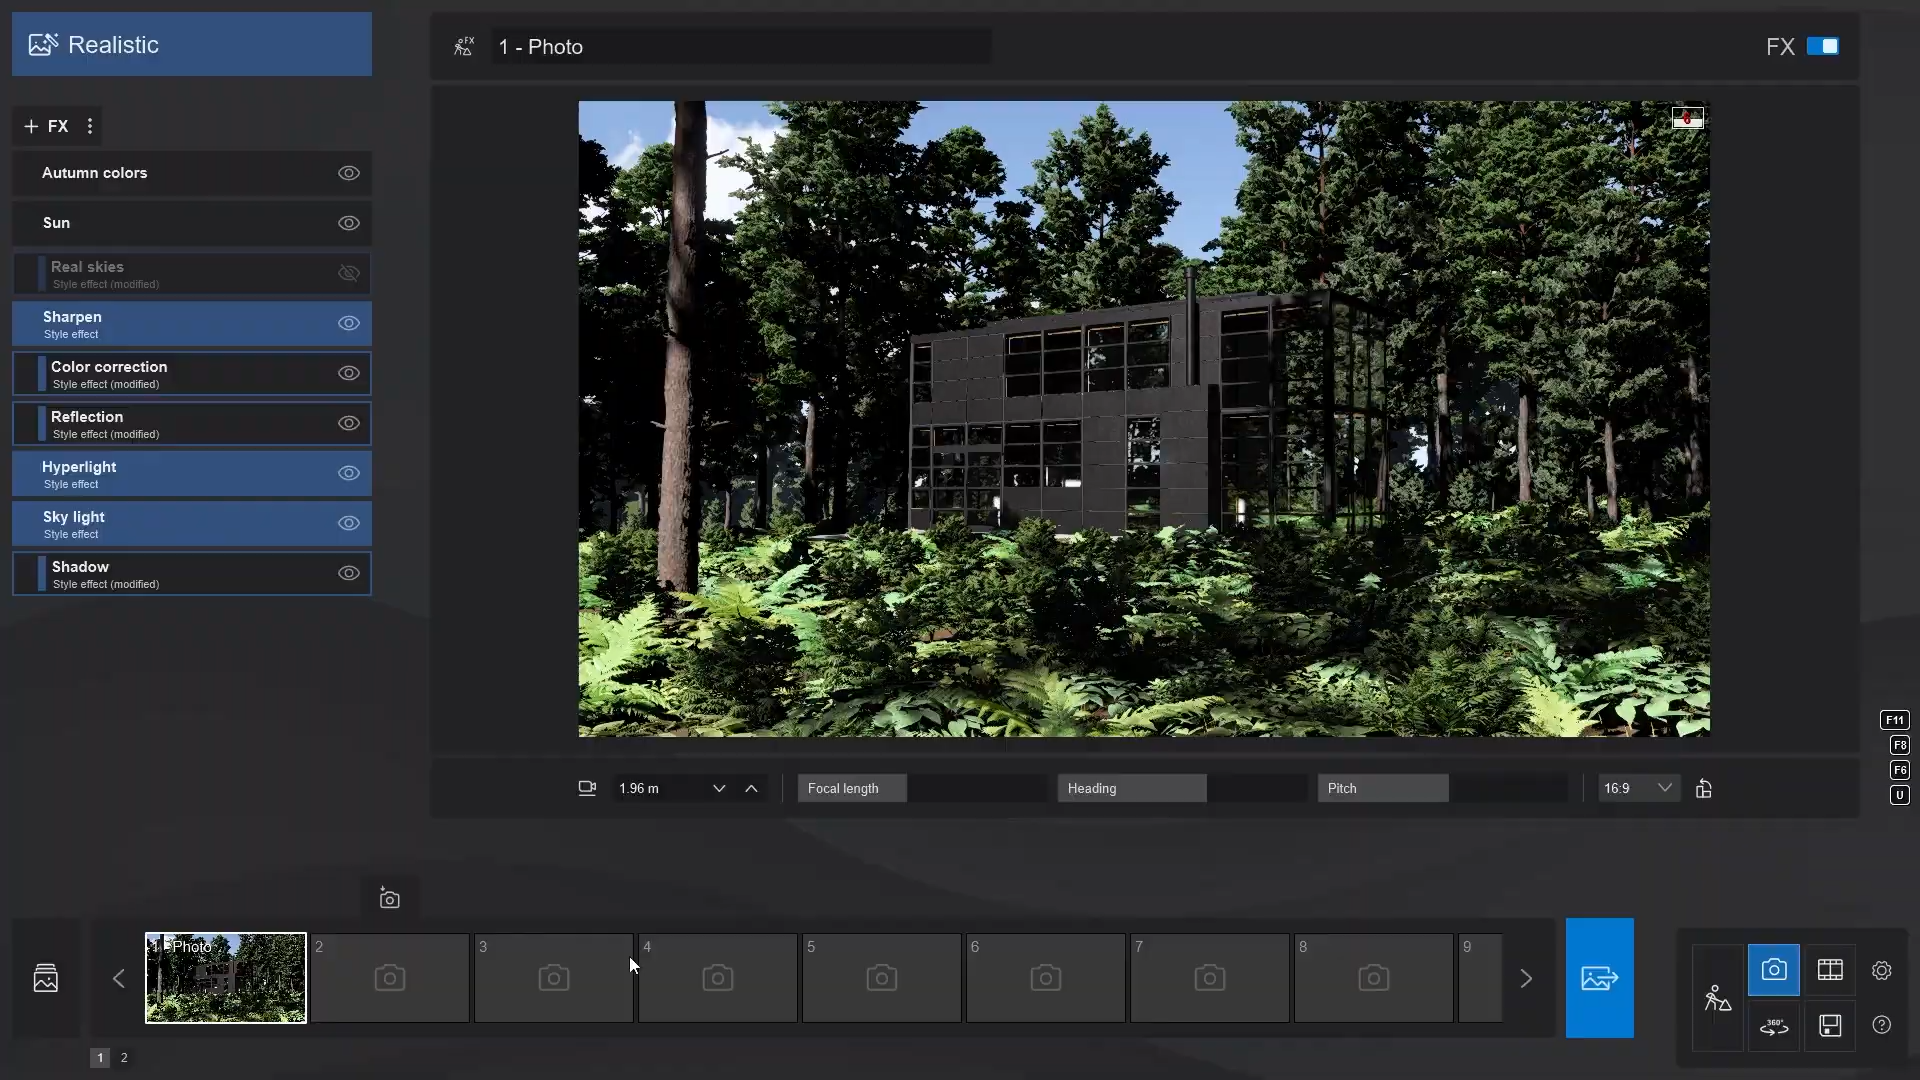 Realistic
+ FX
Autumn colors
Sun
Real skies
Style effect (modified)
Sharpen
Style effect
Color correction
Style effect (modified)
Reflection
Style effect (modified)
Hyperlight
Style effect
Sky light
Style effect
Shadow
Style effect (modified)
FX
1 - Photo
FX
F11
F8
F6
U
1.96 m
Focal length
Heading
Pitch
16:9
1 - Photo
2
3
4
5
6
7
8
9
360°
1
2